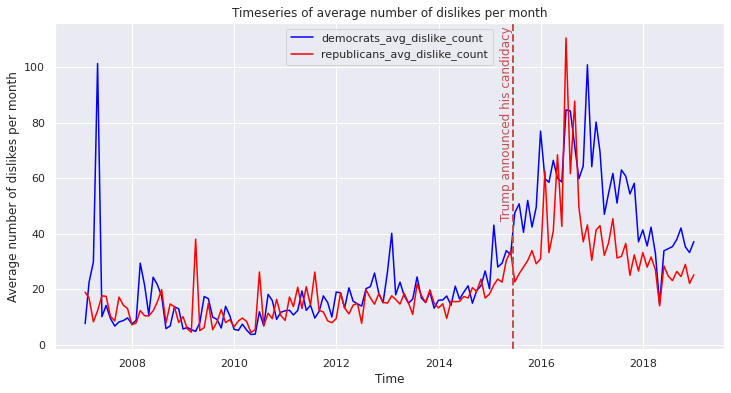 Timeseries of average number of dislikes per month
democrats_avg_dislike_count
republicans_avg_dislike_count
Trump announced his candidacy
Average number of dislikes per month
100
80
60
40
20
0
2008
2010
2012
2014
2016
2018
Time